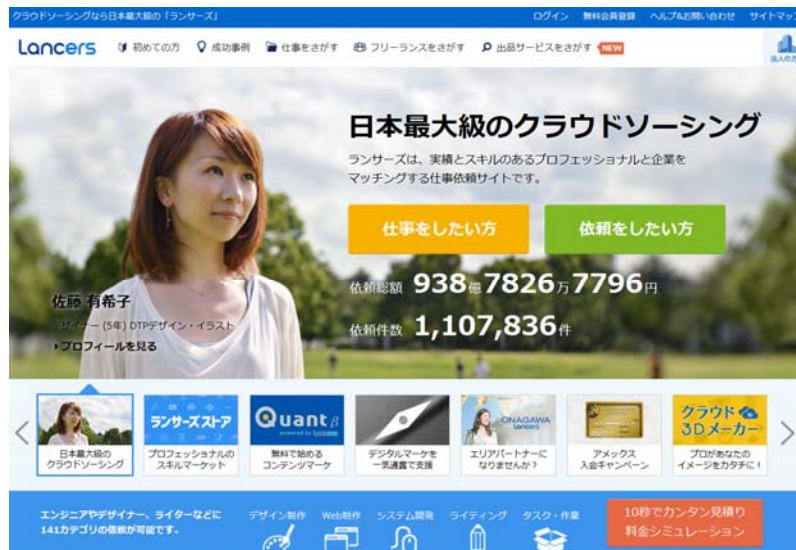 クラウドソーシングなら日本最大級の「ランサーズ」
ログイン 無料会員登録 ヘルプ&お問い合わせ サイトマップ
Lancers 初めての方 成功事例 仕事をさがす フリーランスをさがす 出品サービスをさがす NEW
法人の方
日本最大級のクラウドソーシング
ランサーズは、実績とスキルのあるプロフェッショナルと企業を
マッチングする仕事依頼サイトです。
仕事をしたい方 依頼をしたい方
依頼総額 938億7826万7796円
依頼件数 1,107,836件
佐藤 有希子
デザイナー (5年) DTPデザイン・イラスト
プロフィールを見る
ランサーズストア
Quant β
powered by Lancers
ONAGAWA
Lancers
クラウド
3Dメーカー
日本最大級の
クラウドソーシング
プロフェッショナルの
スキルマーケット
無料で始める
コンテンツマーケ
デジタルマーケを
一気通貫で支援
エリアパートナーに
なりませんか?
アメックス
入会キャンペーン
プロがあなたの
イメージをカタチに!
エンジニアやデザイナー、ライターなどに
141カテゴリの依頼が可能です。
デザイン制作 Web制作 システム開発 ライティング タスク・作業
10秒でカンタン見積り
料金シミュレーション